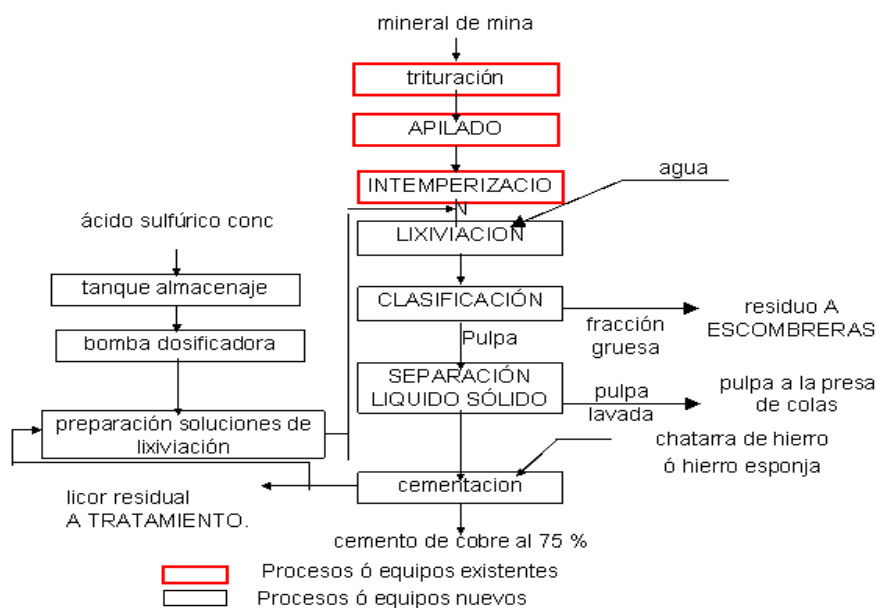 mineral de mina
trituración
APILADO
INTEMPERIZACIO
N
agua
LIXIVIACION
ácido sulfúrico conc
tanque almacenaje
bomba dosificadora
preparación soluciones de
lixiviación
CLASIFICACIÓN
fracción
gruesa
residuo A
ESCOMBRERAS
Pulpa
SEPARACIÓN
LIQUIDO SÓLIDO
pulpa
lavada
pulpa a la presa
de colas
chatarra de hierro
ó hierro esponja
cementacion
licor residual
A TRATAMIENTO.
cemento de cobre al 75 %
Procesos ó equipos existentes
Procesos ó equipos nuevos